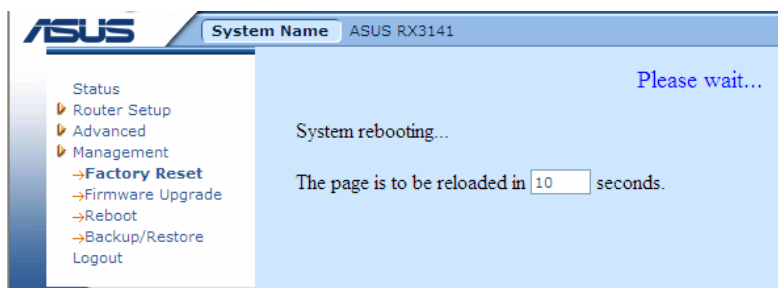 ASUS
System Name ASUS RX3141
Status
Router Setup
Advanced
Management
→Factory Reset
→Firmware Upgrade
→Reboot
→Backup/Restore
Logout
Please wait...
System rebooting...
The page is to be reloaded in 10 seconds.